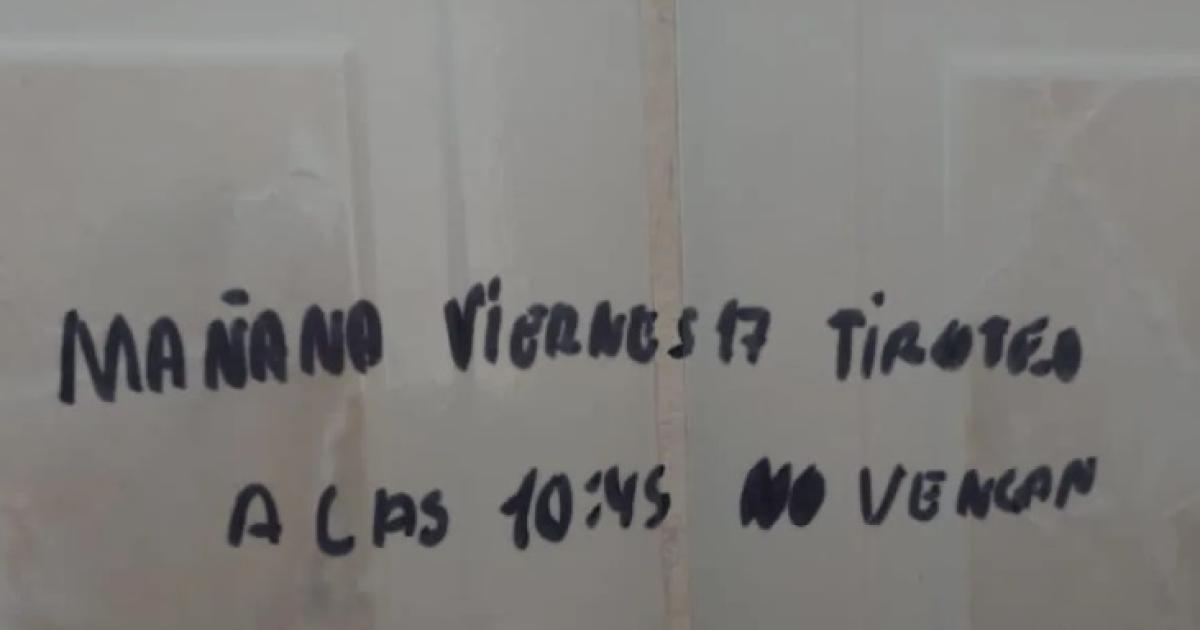 MAÑANA ViERNES 17 TiROTEO
A LAS 10:45 NO VENGAN